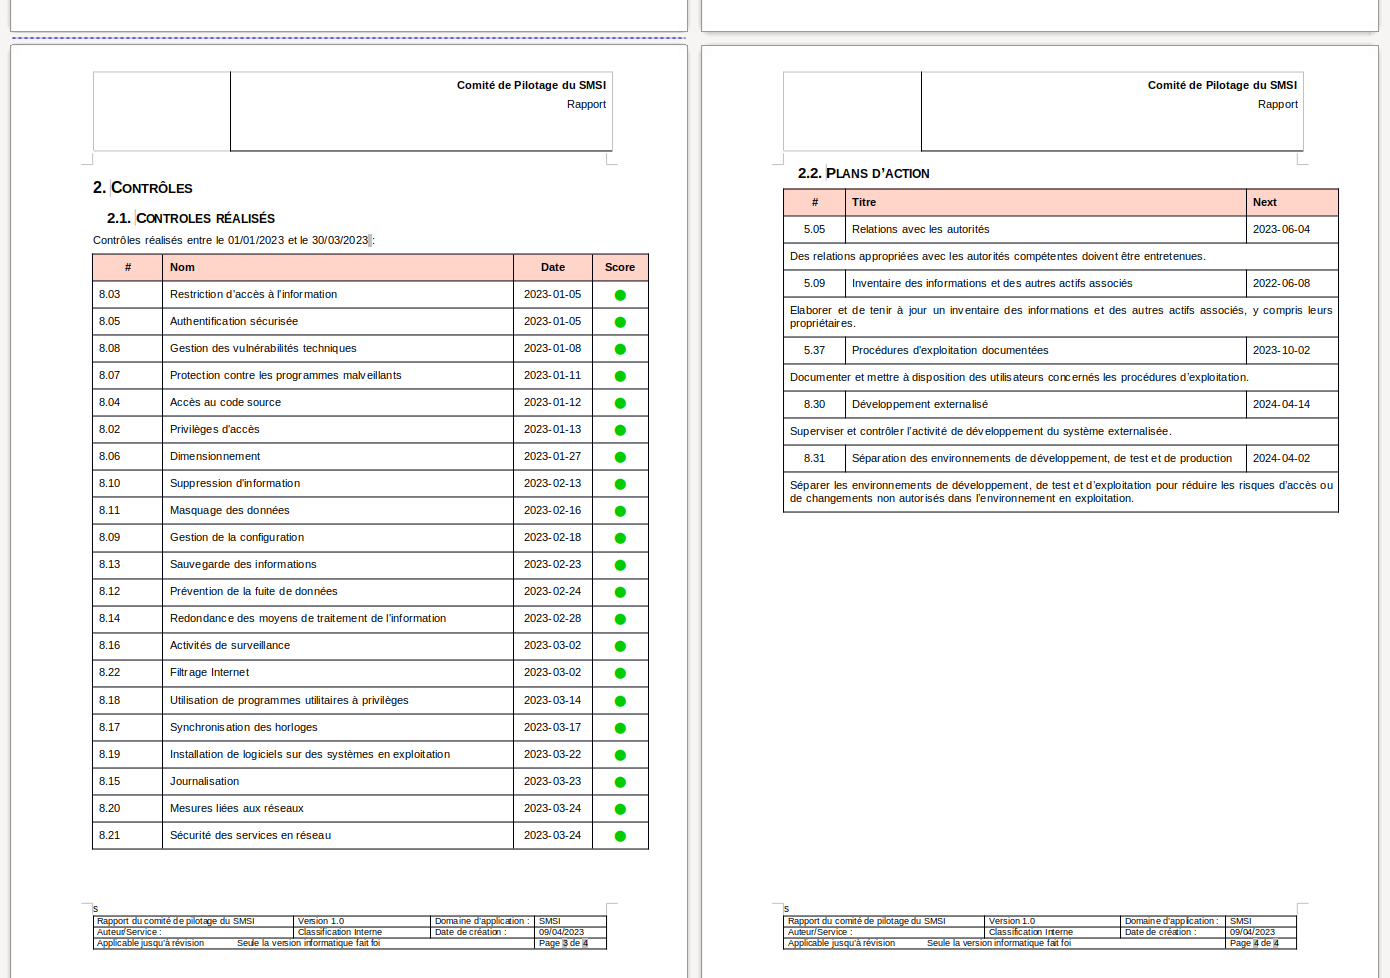 Comité de Pilotage du SMSI
Rapport
2. CONTRÔLES
2.1. CONTROLES RÉALISÉS
Contrôles réalisés entre le 01/01/2023 et le 30/03/2023 :
# Nom Date Score
8.03 Restriction d'accès à l'information 2023-01-05
8.05 Authentification sécurisée 2023-01-05
8.08 Gestion des vulnérabilités techniques 2023-01-08
8.07 Protection contre les programmes malveillants 2023-01-11
8.04 Accès au code source 2023-01-12
8.02 Privilèges d'accès 2023-01-13
8.06 Dimensionnement 2023-01-27
8.10 Suppression d'information 2023-02-13
8.11 Masquage des données 2023-02-16
8.09 Gestion de la configuration 2023-02-18
8.13 Sauvegarde des informations 2023-02-23
8.12 Prévention de la fuite de données 2023-02-24
8.14 Redondance des moyens de traitement de l'information 2023-02-28
8.16 Activités de surveillance 2023-03-02
8.22 Filtrage Internet 2023-03-02
8.18 Utilisation de programmes utilitaires à privilèges 2023-03-14
8.17 Synchronisation des horloges 2023-03-17
8.19 Installation de logiciels sur des systèmes en exploitation 2023-03-22
8.15 Journalisation 2023-03-23
8.20 Mesures liées aux réseaux 2023-03-24
8.21 Sécurité des services en réseau 2023-03-24
s
Rapport du comité de pilotage du SMSI Version 1.0 Domaine d'application : SMSI
Auteur/Service : Classification Interne Date de création : 09/04/2023
Applicable jusqu'à révision Seule la version informatique fait foi Page 3 de 4
Comité de Pilotage du SMSI
Rapport
2.2. PLANS D'ACTION
# Titre Next
5.05 Relations avec les autorités 2023-06-04
Des relations appropriées avec les autorités compétentes doivent être entretenues.
5.09 Inventaire des informations et des autres actifs associés 2022-06-08
Elaborer et de tenir à jour un inventaire des informations et des autres actifs associés, y compris leurs
propriétaires.
5.37 Procédures d'exploitation documentées 2023-10-02
Documenter et mettre à disposition des utilisateurs concernés les procédures d'exploitation.
8.30 Développement externalisé 2024-04-14
Superviser et contrôler l'activité de développement du système externalisée.
8.31 Séparation des environnements de développement, de test et de production 2024-04-02
Séparer les environnements de développement, de test et d'exploitation pour réduire les risques d'accès ou
de changements non autorisés dans l'environnement en exploitation.
s
Rapport du comité de pilotage du SMSI Version 1.0 Domaine d'application : SMSI
Auteur/Service : Classification Interne Date de création : 09/04/2023
Applicable jusqu'à révision Seule la version informatique fait foi Page 4 de 4